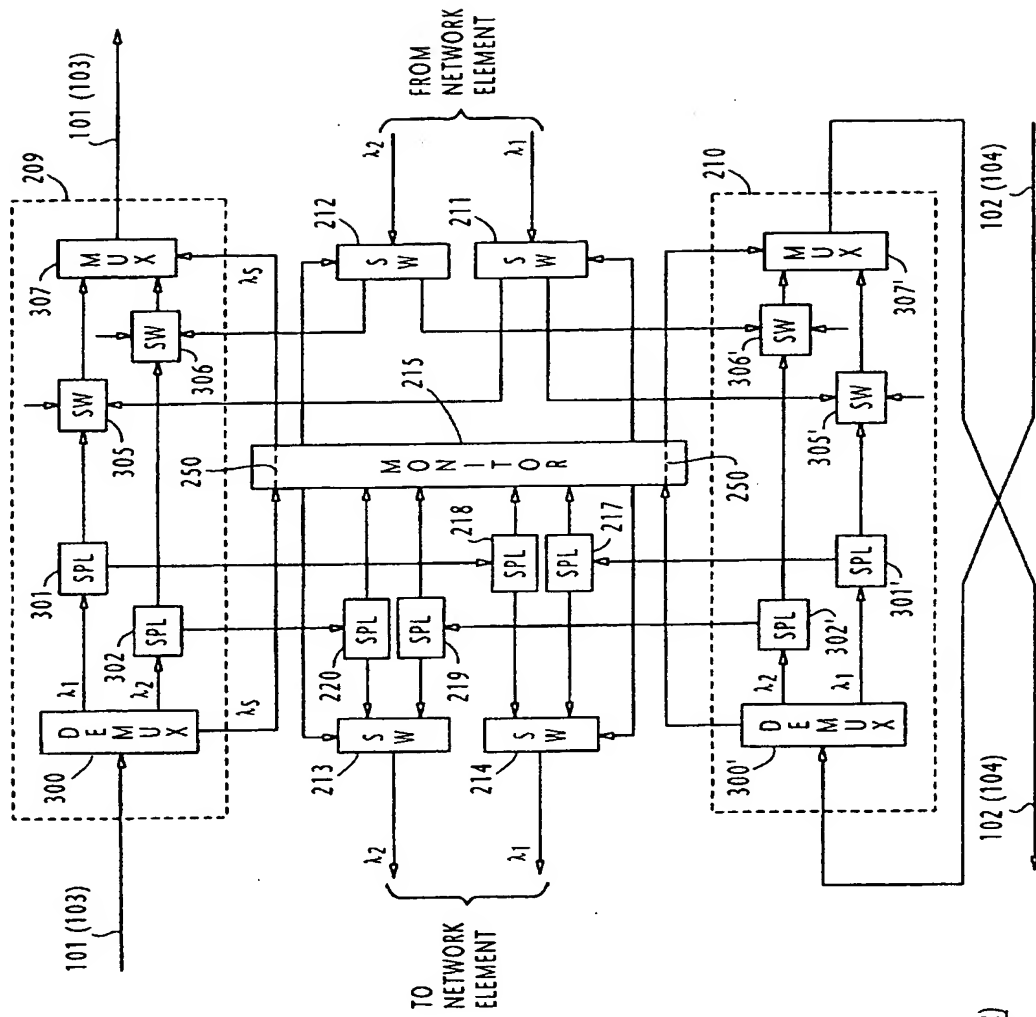 101 (103)
209
101 (103)
300
DEMUX
λ1
λ2
λS
301
SPL
302
SPL
305
SW
306
SW
307
MUX
λS
250
215
MONITOR
212
SW
λ2
211
SW
λ1
FROM
NETWORK
ELEMENT
TO
NETWORK
ELEMENT
λ2
213
SW
λ1
214
SW
220
SPL
219
SPL
218
SPL
217
SPL
250
210
300'
DEMUX
λ2
λ1
302'
SPL
301'
SPL
306'
SW
305'
SW
307'
MUX
102 (104)
102 (104)